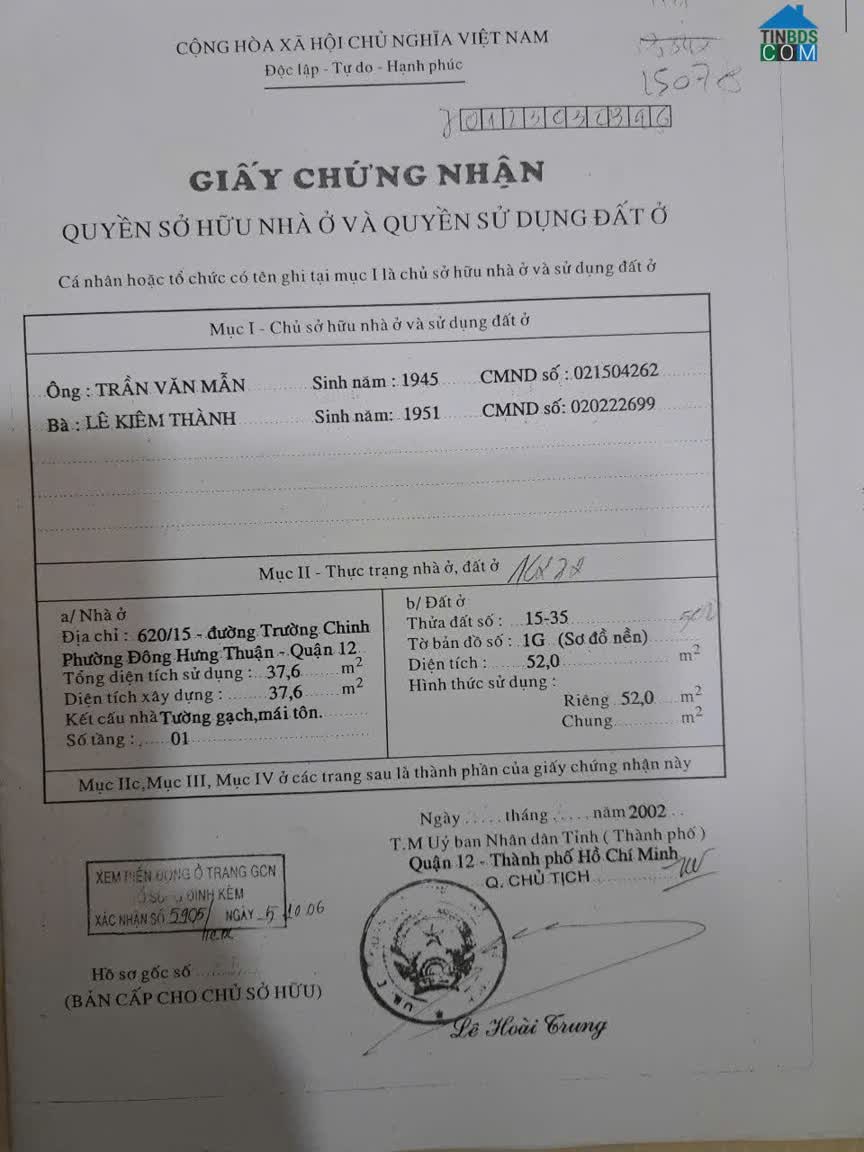 TINBDS
COM
CỘNG HÒA XÃ HỘI CHỦ NGHĨA VIỆT NAM
Độc lập - Tự do - Hạnh phúc
15078
GIẤY CHỨNG NHẬN
QUYỀN SỞ HỮU NHÀ Ở VÀ QUYỀN SỬ DỤNG ĐẤT Ở
Cá nhân hoặc tổ chức có tên ghi tại mục I là chủ sở hữu nhà ở và sử dụng đất ở
Mục I - Chủ sở hữu nhà ở và sử dụng đất ở
Ông : TRẦN VĂN MẪN Sinh năm : 1945 CMND số : 021504262
Bà : LÊ KIÊM THÀNH Sinh năm: 1951 CMND số: 020222699
Mục II - Thực trạng nhà ở, đất ở
a/ Nhà ở
Địa chỉ : 620/15 - đường Trường Chinh
Phường Đông Hưng Thuận - Quận 12
Tổng diện tích sử dụng : 37,6 m2
Diện tích xây dựng : 37,6 m2
Kết cấu nhà Tường gạch,mái tôn.
Số tầng : 01
b/ Đất ở
Thửa đất số : 15-35
Tờ bản đồ số : 1G (Sơ đồ nền)
Diện tích : 52,0 m2
Hình thức sử dụng :
Riêng 52,0 m2
Chung m2
Mục IIc,Mục III, Mục IV ở các trang sau là thành phần của giấy chứng nhận này
Ngày ..... tháng ..... năm 2002
T.M Uỷ ban Nhân dân Tỉnh ( Thành phố )
Quận 12 - Thành phố Hồ Chí Minh
Q. CHỦ TỊCH
XEM BIẾN ĐỘNG Ở TRANG GCN
ĐÍNH KÈM
XÁC NHẬN SỐ 5905/ NGÀY 5.10.06
Hồ sơ gốc số
(BẢN CẤP CHO CHỦ SỞ HỮU)
Lê Hoài Trung